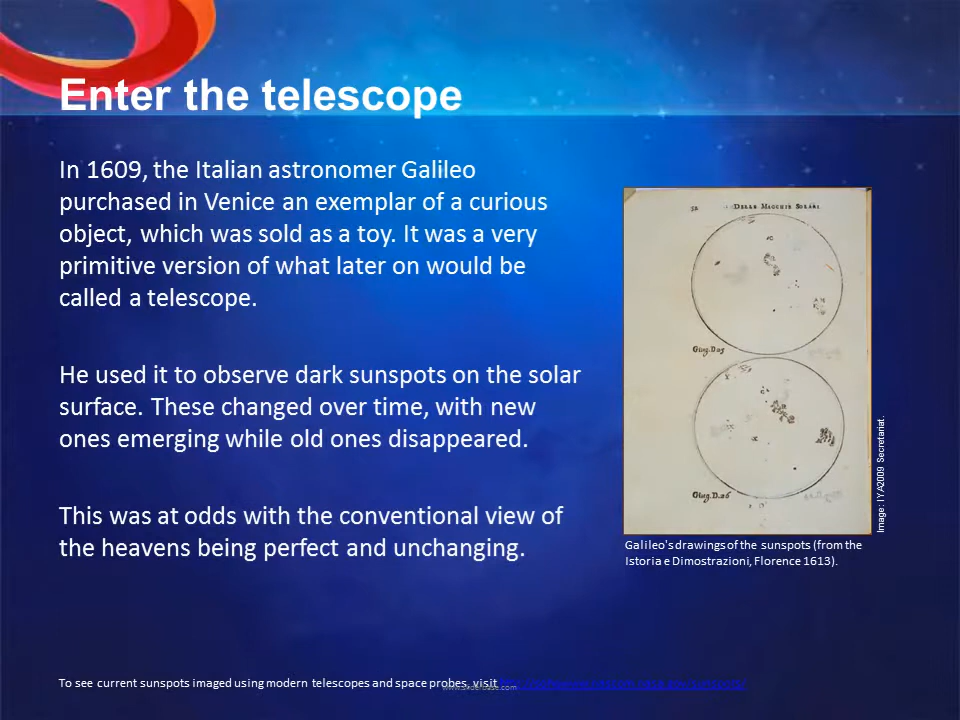 Enter the telescope
In 1609, the Italian astronomer Galileo
purchased in Venice an exemplar of a curious
object, which was sold as a toy. It was a very
primitive version of what later on would be
called a telescope.
He used it to observe dark sunspots on the solar
surface. These changed over time, with new
ones emerging while old ones disappeared.
This was at odds with the conventional view of
the heavens being perfect and unchanging.
52 DELLE MACCHIE SOLARI.
Giug. D.25
Giug. D.26
Image: IYA2009 Secretariat.
Galileo's drawings of the sunspots (from the
Istoria e Dimostrazioni, Florence 1613).
To see current sunspots imaged using modern telescopes and space probes, visit